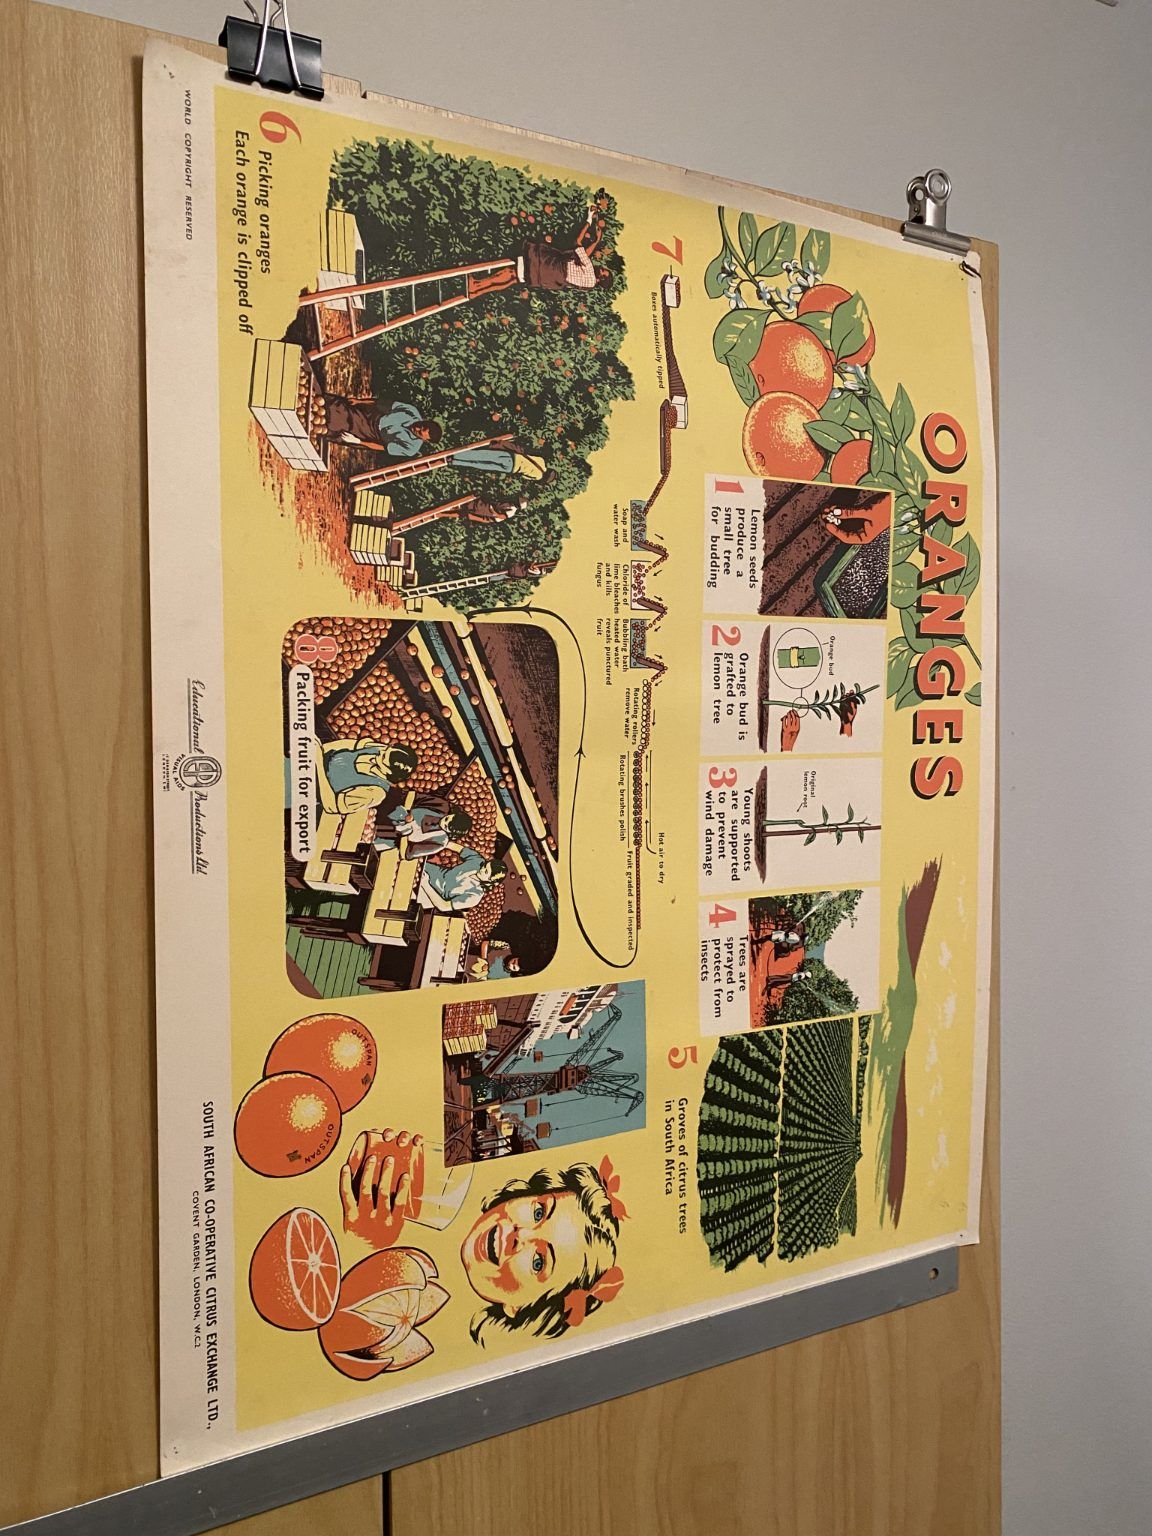 ORANGES
1
Lemon seeds
produce a
small tree
for budding
Orange bud
2
Orange bud is
grafted to
lemon tree
Original
lemon root
3
Young shoots
are supported
to prevent
wind damage
4
Trees are
sprayed to
protect from
insects
5
Groves of citrus trees
in South Africa
6
Picking oranges
Each orange is clipped off
7
Boxes automatically tipped
Soap and
water wash
Chloride of
lime bleaches
and kills
fungus
Bubbling bath
heated water
reveals punctured
fruit
Rotating rollers
remove water
Rotating brushes polish
Hot air to dry
Fruit graded and inspected
8
Packing fruit for export
OUTSPAN
OUTSPAN
WORLD COPYRIGHT RESERVED
Educational EP Productions Ltd.
VISUAL AIDS
SOUTH AFRICAN CO-OPERATIVE CITRUS EXCHANGE LTD.,
COVENT GARDEN, LONDON, W.C.2